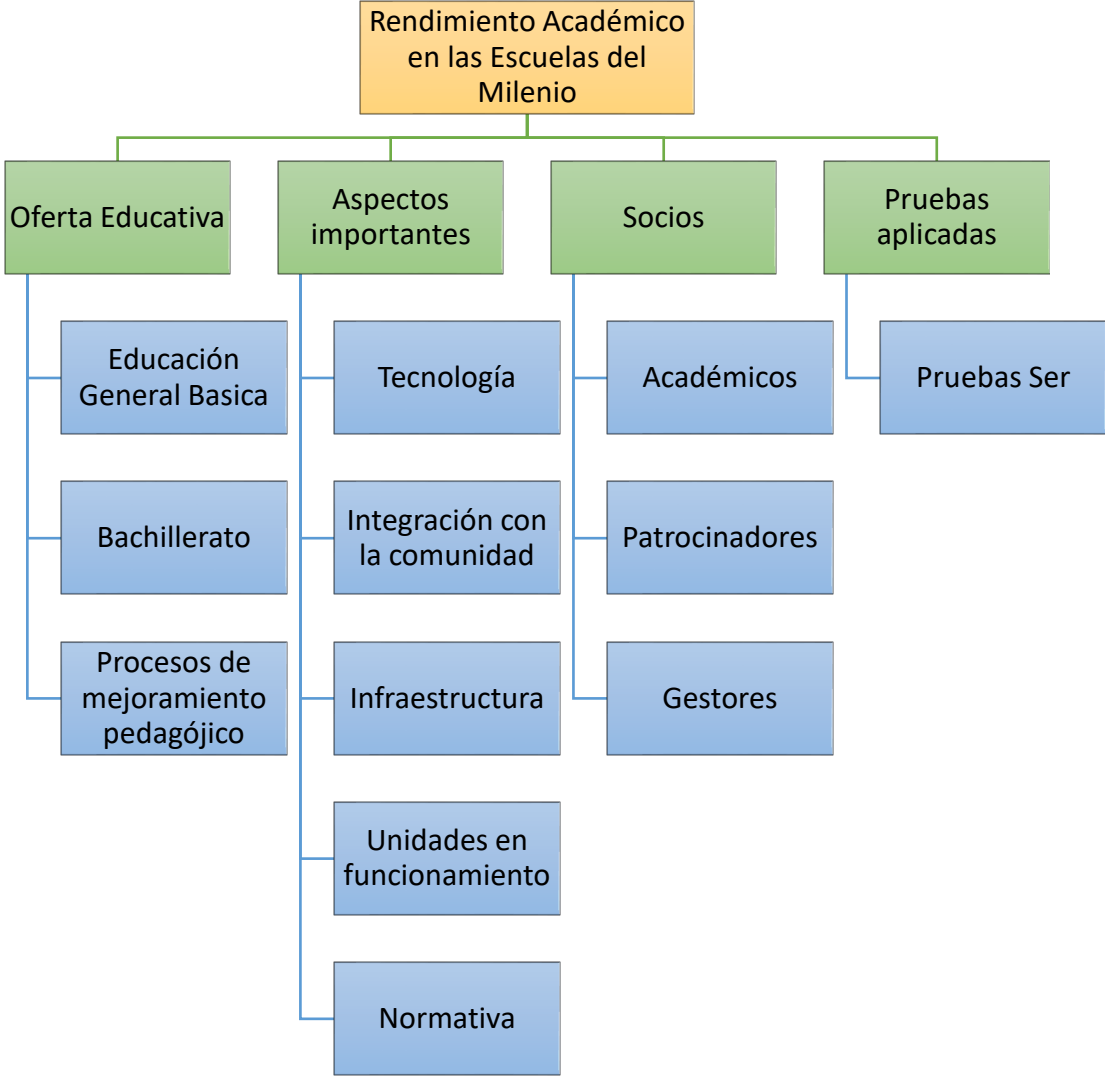 Rendimiento Académico
en las Escuelas del
Milenio
Oferta Educativa
Aspectos
importantes
Socios
Pruebas
aplicadas
Educación
General Basica
Tecnología
Académicos
Pruebas Ser
Bachillerato
Integración con
la comunidad
Patrocinadores
Procesos de
mejoramiento
pedagójico
Infraestructura
Gestores
Unidades en
funcionamiento
Normativa